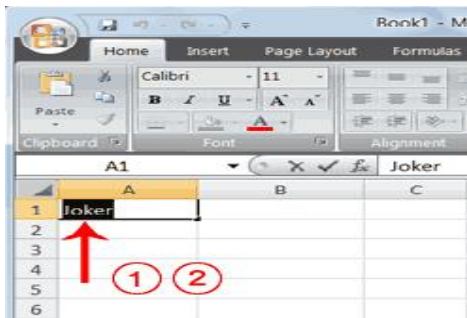 Book1 - M
Home Insert Page Layout Formulas
Calibri 11
Paste B I U A A
A
Clipboard Font Alignment
A1 fx Joker
A B C
1 Joker
2
3
4 ① ②
5
6